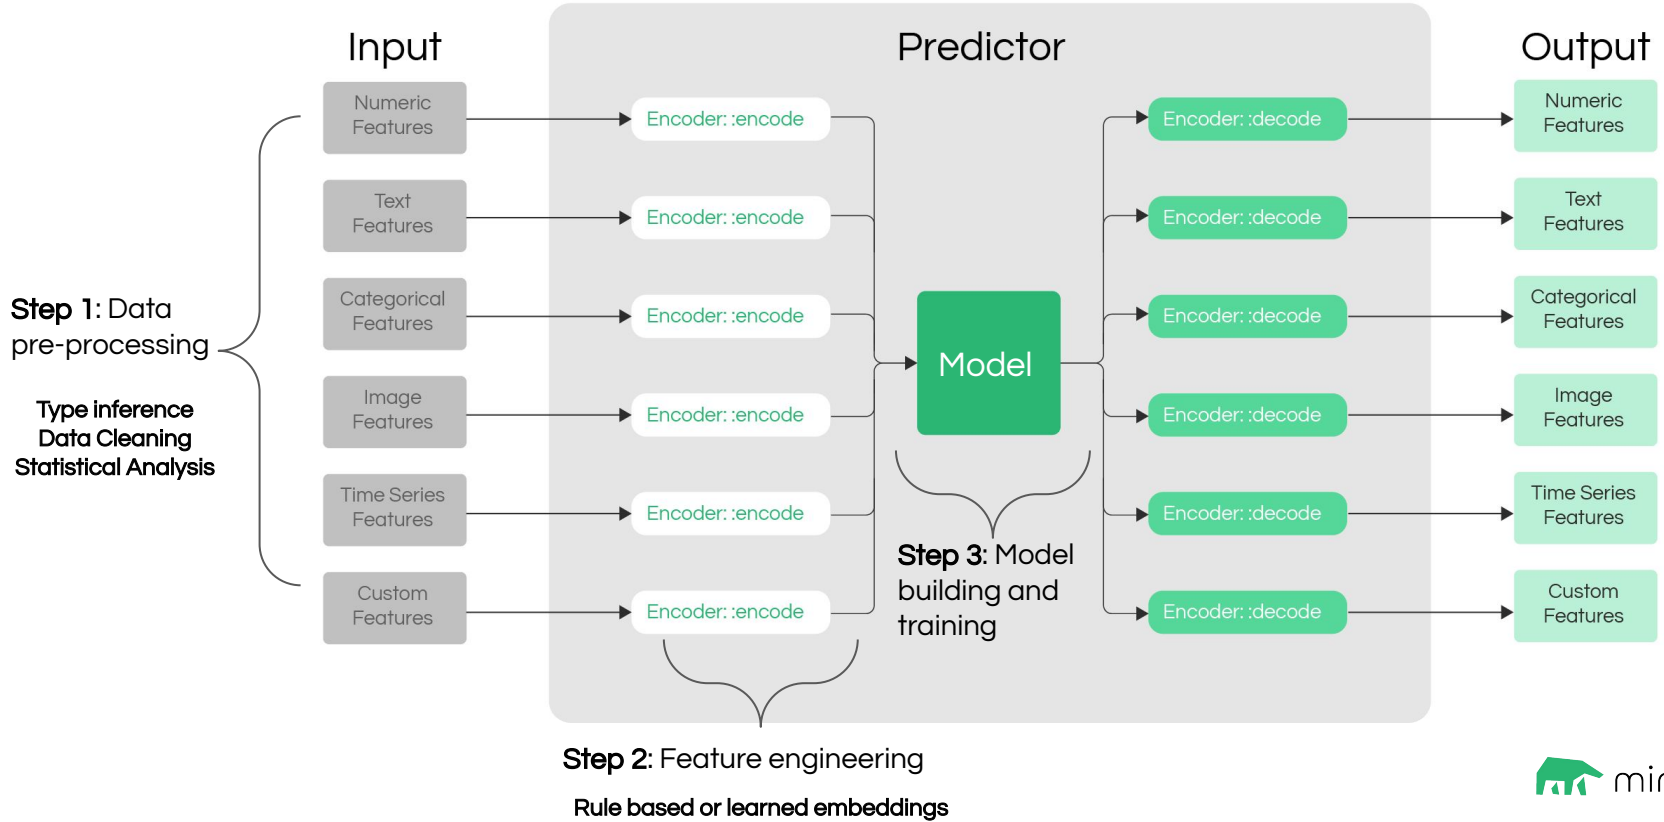 Input
Predictor
Output
Numeric
Features
Encoder: :encode
Encoder: :decode
Numeric
Features
Text
Features
Encoder: :encode
Encoder: :decode
Text
Features
Categorical
Features
Encoder: :encode
Encoder: :decode
Categorical
Features
Step 1: Data
pre-processing
Type inference
Data Cleaning
Statistical Analysis
Model
Image
Features
Encoder: :encode
Encoder: :decode
Image
Features
Time Series
Features
Encoder: :encode
Encoder: :decode
Time Series
Features
Step 3: Model
building and
training
Custom
Features
Encoder: :encode
Encoder: :decode
Custom
Features
Step 2: Feature engineering
Rule based or learned embeddings